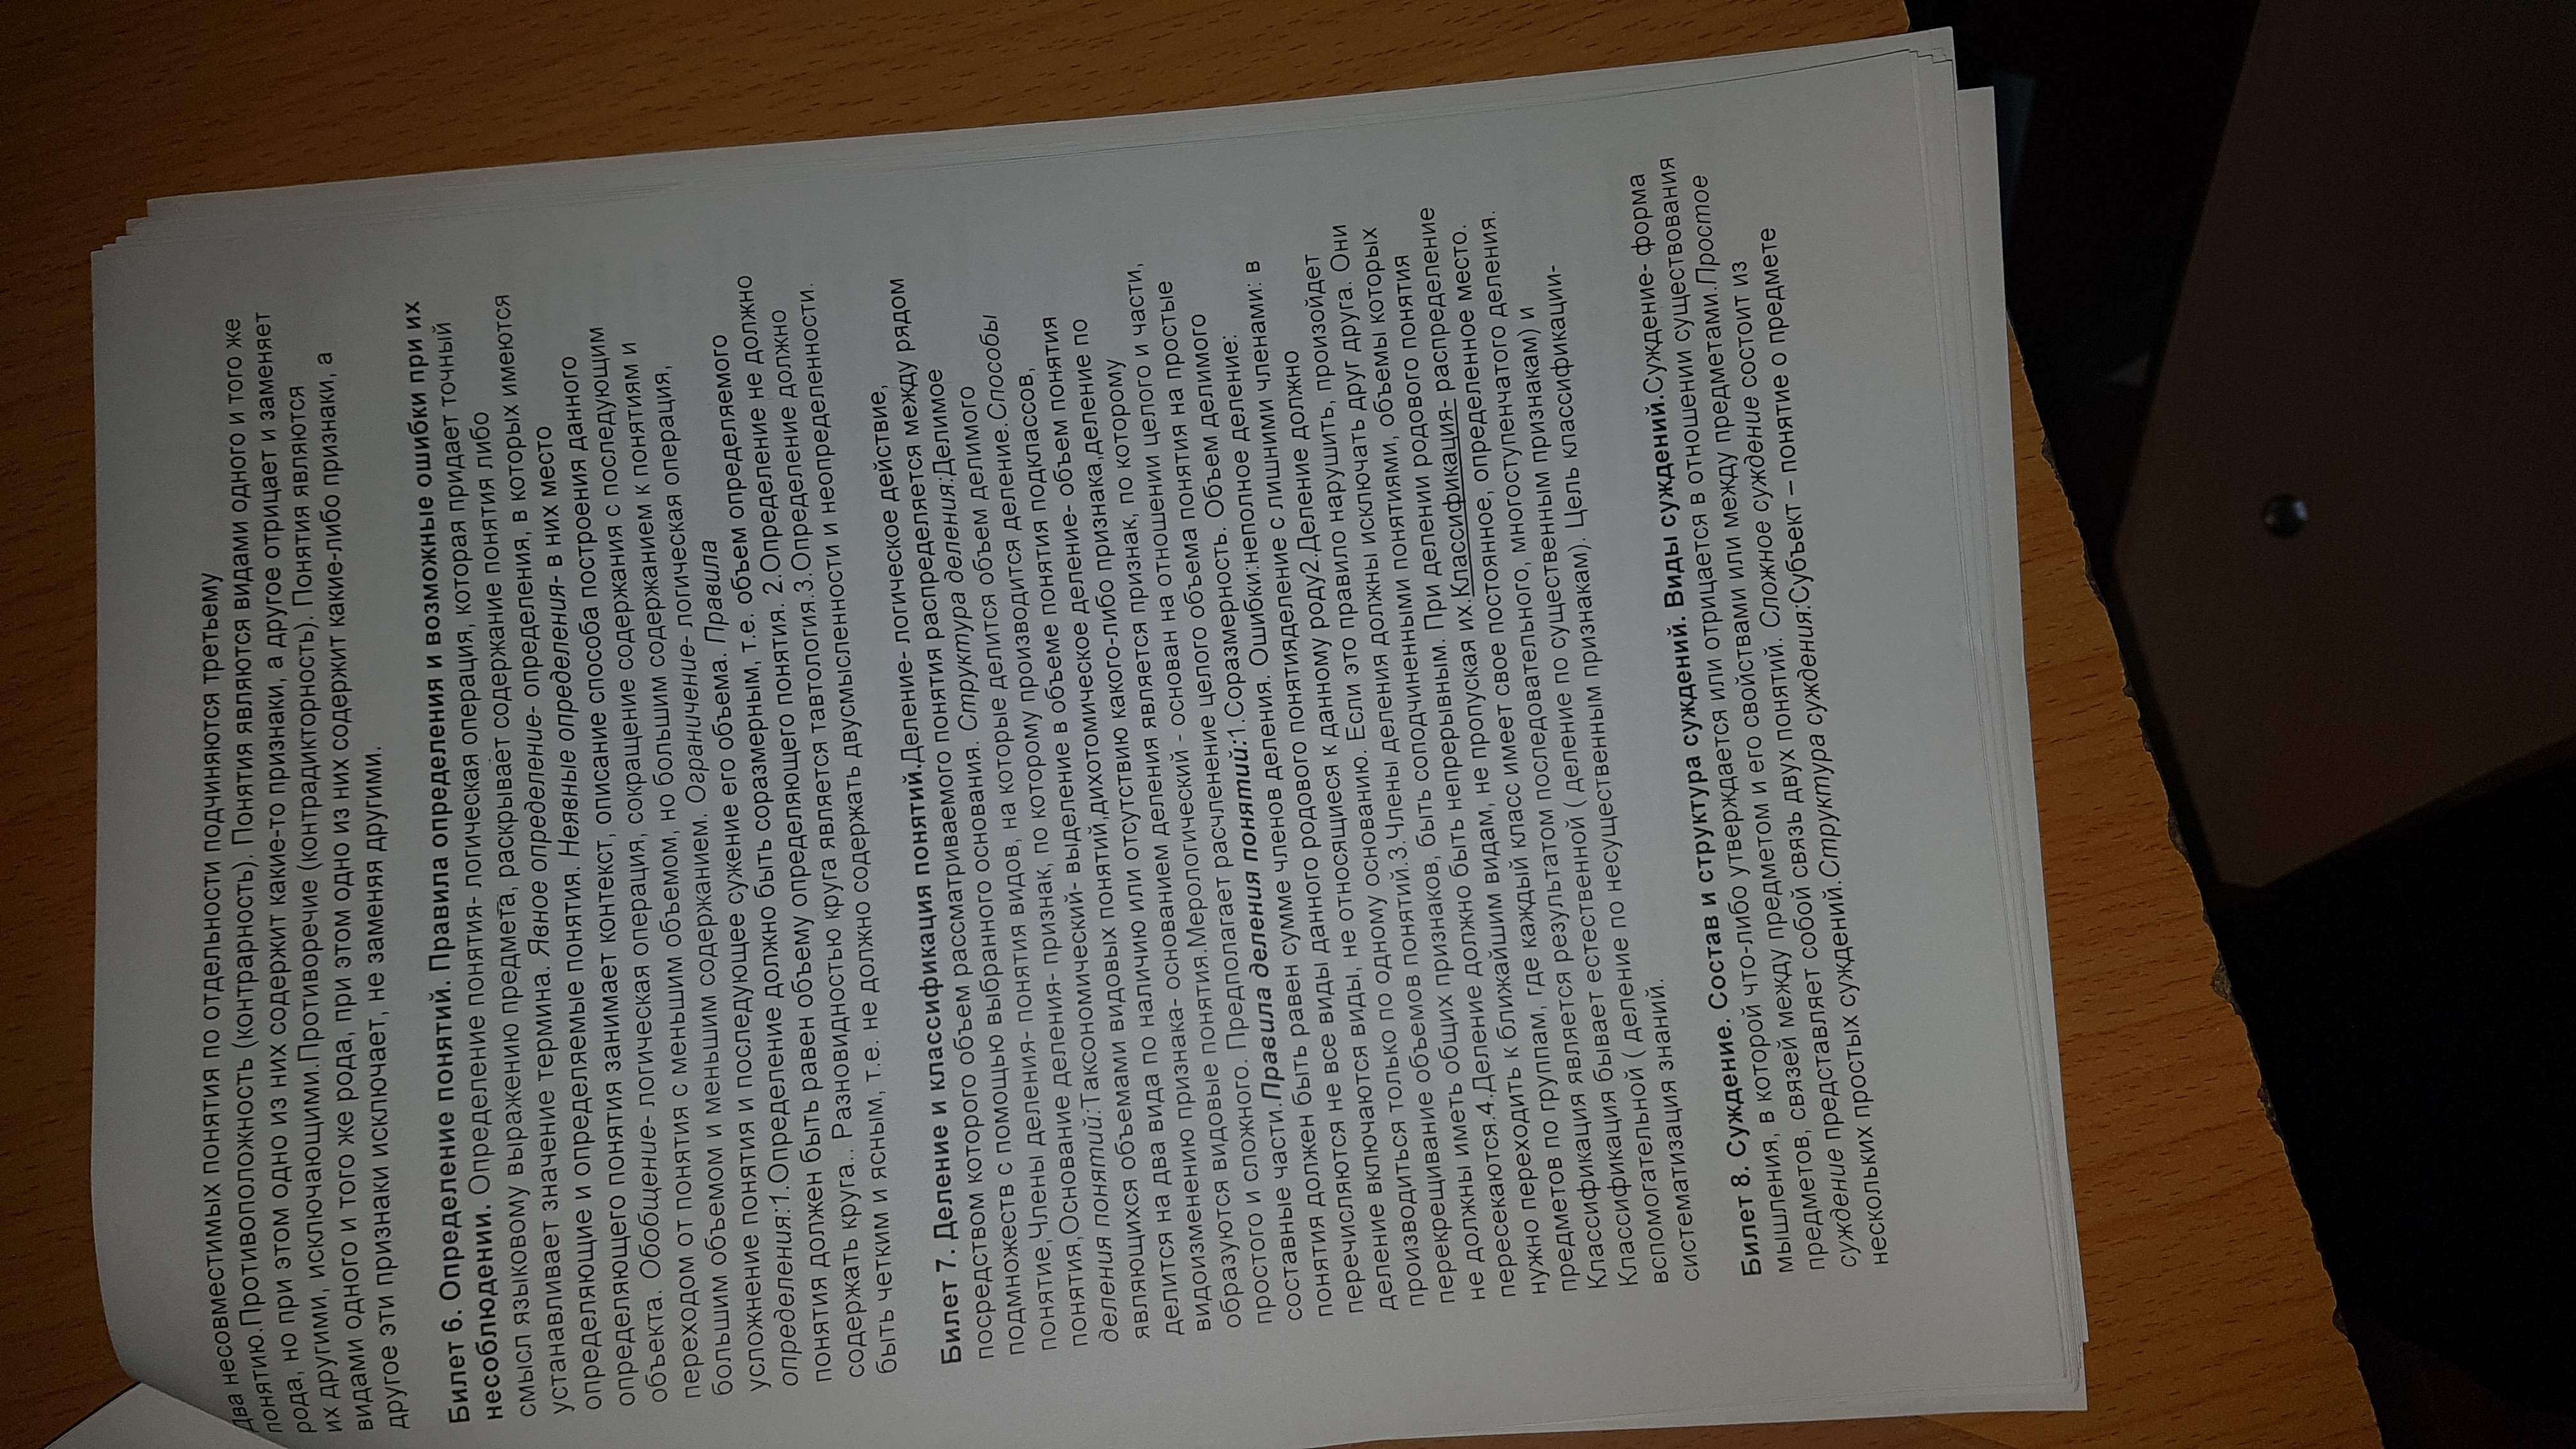 Два несовместимых понятия по отдельности подчиняются третьему
понятию.Противоположность (контрарность). Понятия являются видами одного и того же
рода, но при этом одно из них содержит какие-то признаки, а другое отрицает и заменяет
их другими, исключающими.Противоречие (контрадикторность). Понятия являются
видами одного и того же рода, при этом одно из них содержит какие-либо признаки, а
другое эти признаки исключает, не заменяя другими.
Билет 6. Определение понятий. Правила определения и возможные ошибки при их
несоблюдении. Определение понятия- логическая операция, которая придает точный
смысл языковому выражению предмета, раскрывает содержание понятия либо
устанавливает значение термина. Явное определение- определения, в которых имеются
определяющие и определяемые понятия. Неявные определения- в них место
определяющего понятия занимает контекст, описание способа построения данного
объекта. Обобщение- логическая операция, сокращение содержания с последующим
переходом от понятия с меньшим объемом, но большим содержанием к понятиям и
большим объемом и меньшим содержанием. Ограничение- логическая операция,
усложнение понятия и последующее сужение его объема. Правила
определения:1.Определение должно быть соразмерным, т.е. объем определяемого
понятия должен быть равен объему определяющего понятия. 2.Определение не должно
содержать круга.. Разновидностью круга является тавтология.3.Определение должно
быть четким и ясным, т.е. не должно содержать двусмысленности и неопределенности.
Билет 7. Деление и классификация понятий.Деление- логическое действие,
посредством которого объем рассматриваемого понятия распределяется между рядом
подмножеств с помощью выбранного основания. Структура деления:Делимое
понятие,Члены деления- понятия видов, на которые делится объем делимого
понятия,Основание деления- признак, по которому производится деление.Способы
деления понятий:Таксономический- выделение в объеме понятия подклассов,
являющихся объемами видовых понятий,дихотомическое деление- объем понятия
делится на два вида по наличию или отсутствию какого-либо признака,деление по
видоизменению признака- основанием деления является признак, по которому
образуются видовые понятия.Мерологический - основан на отношении целого и части,
простого и сложного. Предполагает расчленение целого объема понятия на простые
составные части.Правила деления понятий:1.Соразмерность. Объем делимого
понятия должен быть равен сумме членов деления. Ошибки:неполное деление:
перечисляются не все виды данного родового понятияделение с лишними членами: в
деление включаются виды, не относящиеся к данному роду2.Деление должно
производиться только по одному основанию. Если это правило нарушить, произойдет
перекрещивание объемов понятий.3.Члены деления должны исключать друг друга. Они
не должны иметь общих признаков, быть соподчиненными понятиями, объемы которых
пересекаются.4.Деление должно быть непрерывным. При делении родового понятия
нужно переходить к ближайшим видам, не пропуская их.Классификация- распределение
предметов по группам, где каждый класс имеет свое постоянное, определенное место.
Классификация является результатом последовательного, многоступенчатого деления.
Классификация бывает естественной ( деление по существенным признакам) и
вспомогательной ( деление по несущественным признакам). Цель классификации-
систематизация знаний.
Билет 8. Суждение. Состав и структура суждений. Виды суждений.Суждение- форма
мышления, в которой что-либо утверждается или отрицается в отношении существования
предметов, связей между предметом и его свойствами или между предметами.Простое
суждение представляет собой связь двух понятий. Сложное суждение состоит из
нескольких простых суждений.Структура суждения:Субъект – понятие о предмете